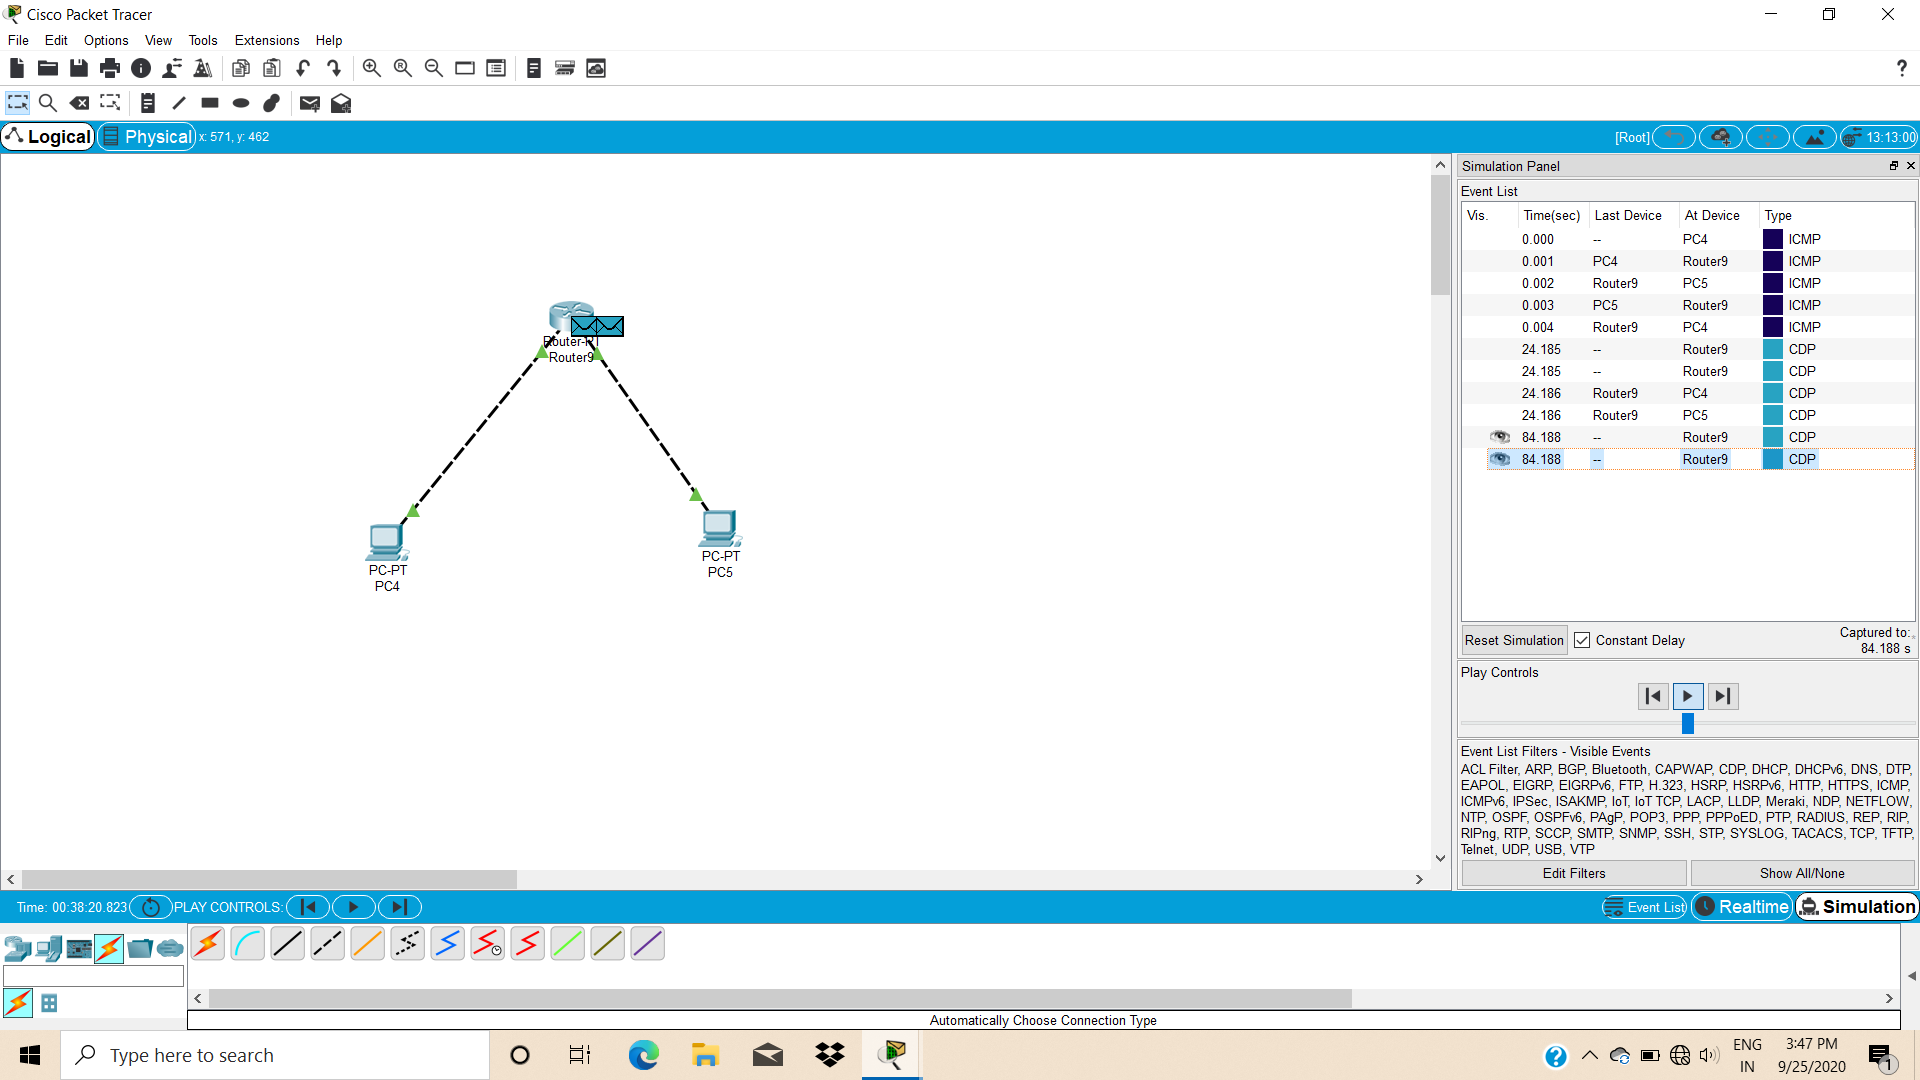 Cisco Packet Tracer
File Edit Options View Tools Extensions Help
?
Logical Physical x: 571, y: 462 [Root] 13:13:00
Simulation Panel
Event List
Vis. Time(sec) Last Device At Device Type
0.000 -- PC4 ICMP
0.001 PC4 Router9 ICMP
0.002 Router9 PC5 ICMP
0.003 PC5 Router9 ICMP
0.004 Router9 PC4 ICMP
24.185 -- Router9 CDP
24.185 -- Router9 CDP
24.186 Router9 PC4 CDP
24.186 Router9 PC5 CDP
84.188 -- Router9 CDP
84.188 -- Router9 CDP
Router-PT
Router9
PC-PT
PC4
PC-PT
PC5
Reset Simulation Constant Delay Captured to:
84.188 s
Play Controls
Event List Filters - Visible Events
ACL Filter, ARP, BGP, Bluetooth, CAPWAP, CDP, DHCP, DHCPv6, DNS, DTP,
EAPOL, EIGRP, EIGRPv6, FTP, H.323, HSRP, HSRPv6, HTTP, HTTPS, ICMP,
ICMPv6, IPSec, ISAKMP, IoT, IoT TCP, LACP, LLDP, Meraki, NDP, NETFLOW,
NTP, OSPF, OSPFv6, PAgP, POP3, PPP, PPPoED, PTP, RADIUS, REP, RIP,
RIPng, RTP, SCCP, SMTP, SNMP, SSH, STP, SYSLOG, TACACS, TCP, TFTP,
Telnet, UDP, USB, VTP
Edit Filters Show All/None
Time: 00:38:20.823 PLAY CONTROLS: Event List Realtime Simulation
Automatically Choose Connection Type
Type here to search
ENG
IN
3:47 PM
9/25/2020
1